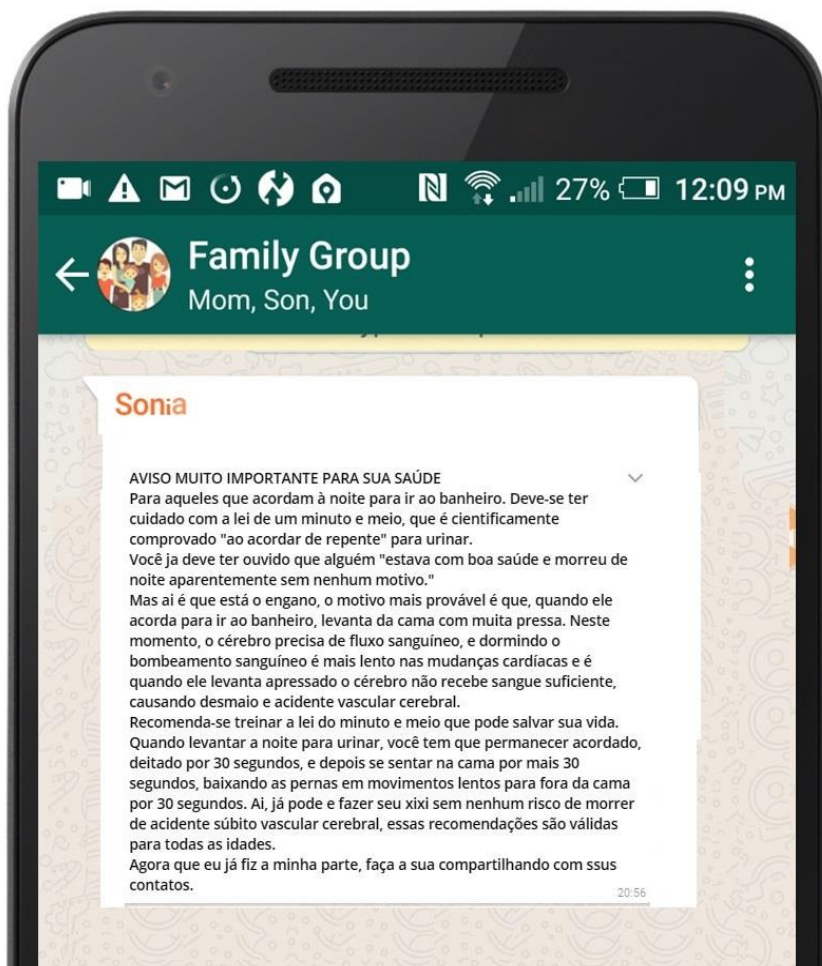 27% 12:09 PM
Family Group
Mom, Son, You
Sonia
AVISO MUITO IMPORTANTE PARA SUA SAÚDE
Para aqueles que acordam à noite para ir ao banheiro. Deve-se ter
cuidado com a lei de um minuto e meio, que é cientificamente
comprovado "ao acordar de repente" para urinar.
Você ja deve ter ouvido que alguém "estava com boa saúde e morreu de
noite aparentemente sem nenhum motivo."
Mas ai é que está o engano, o motivo mais provável é que, quando ele
acorda para ir ao banheiro, levanta da cama com muita pressa. Neste
momento, o cérebro precisa de fluxo sanguíneo, e dormindo o
bombeamento sanguíneo é mais lento nas mudanças cardíacas e é
quando ele levanta apressado o cérebro não recebe sangue suficiente,
causando desmaio e acidente vascular cerebral.
Recomenda-se treinar a lei do minuto e meio que pode salvar sua vida.
Quando levantar a noite para urinar, você tem que permanecer acordado,
deitado por 30 segundos, e depois se sentar na cama por mais 30
segundos, baixando as pernas em movimentos lentos para fora da cama
por 30 segundos. Ai, já pode e fazer seu xixi sem nenhum risco de morrer
de acidente súbito vascular cerebral, essas recomendações são válidas
para todas as idades.
Agora que eu já fiz a minha parte, faça a sua compartilhando com ssus
contatos.
20:56